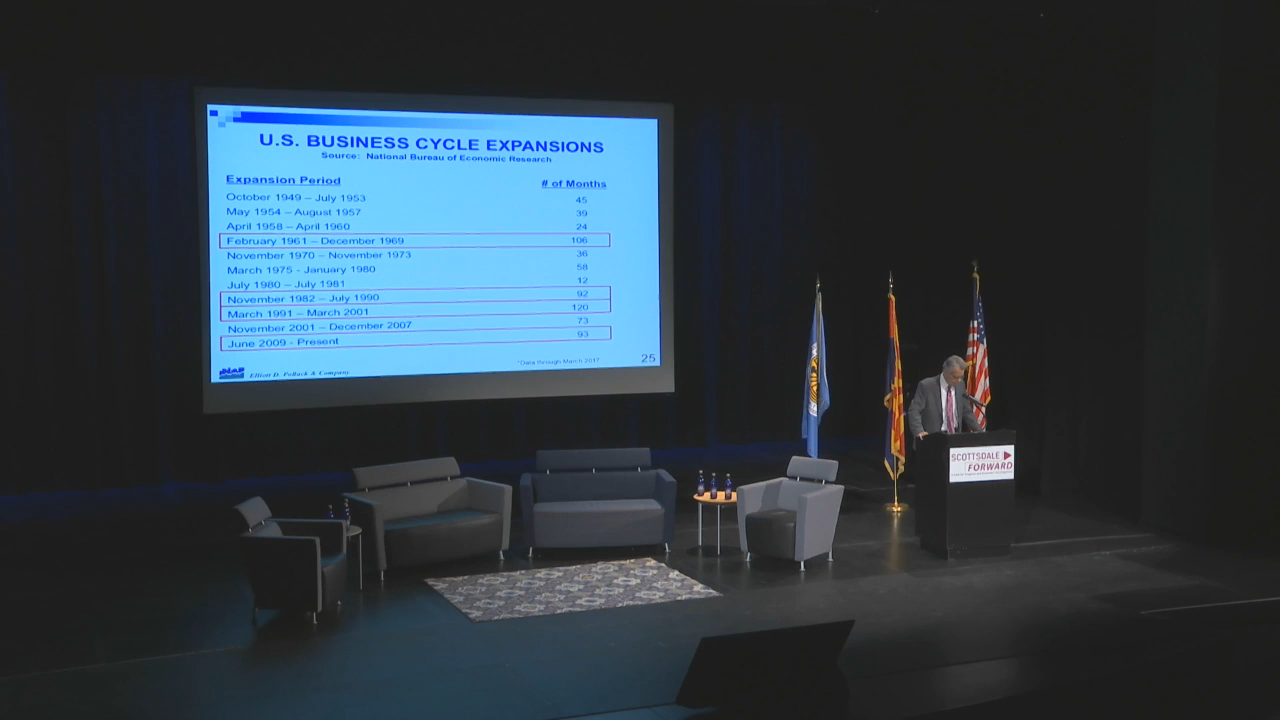 U.S. BUSINESS CYCLE EXPANSIONS
Source: National Bureau of Economic Research
Expansion Period # of Months
October 1949 – July 1953 45
May 1954 – August 1957 39
April 1958 – April 1960 24
February 1961 – December 1969 106
November 1970 – November 1973 36
March 1975 - January 1980 58
July 1980 – July 1981 12
November 1982 – July 1990 92
March 1991 – March 2001 120
November 2001 – December 2007 73
June 2009 - Present 93
*Data through March 2017
25
Elliott D. Pollack & Company
SCOTTSDALE
FORWARD